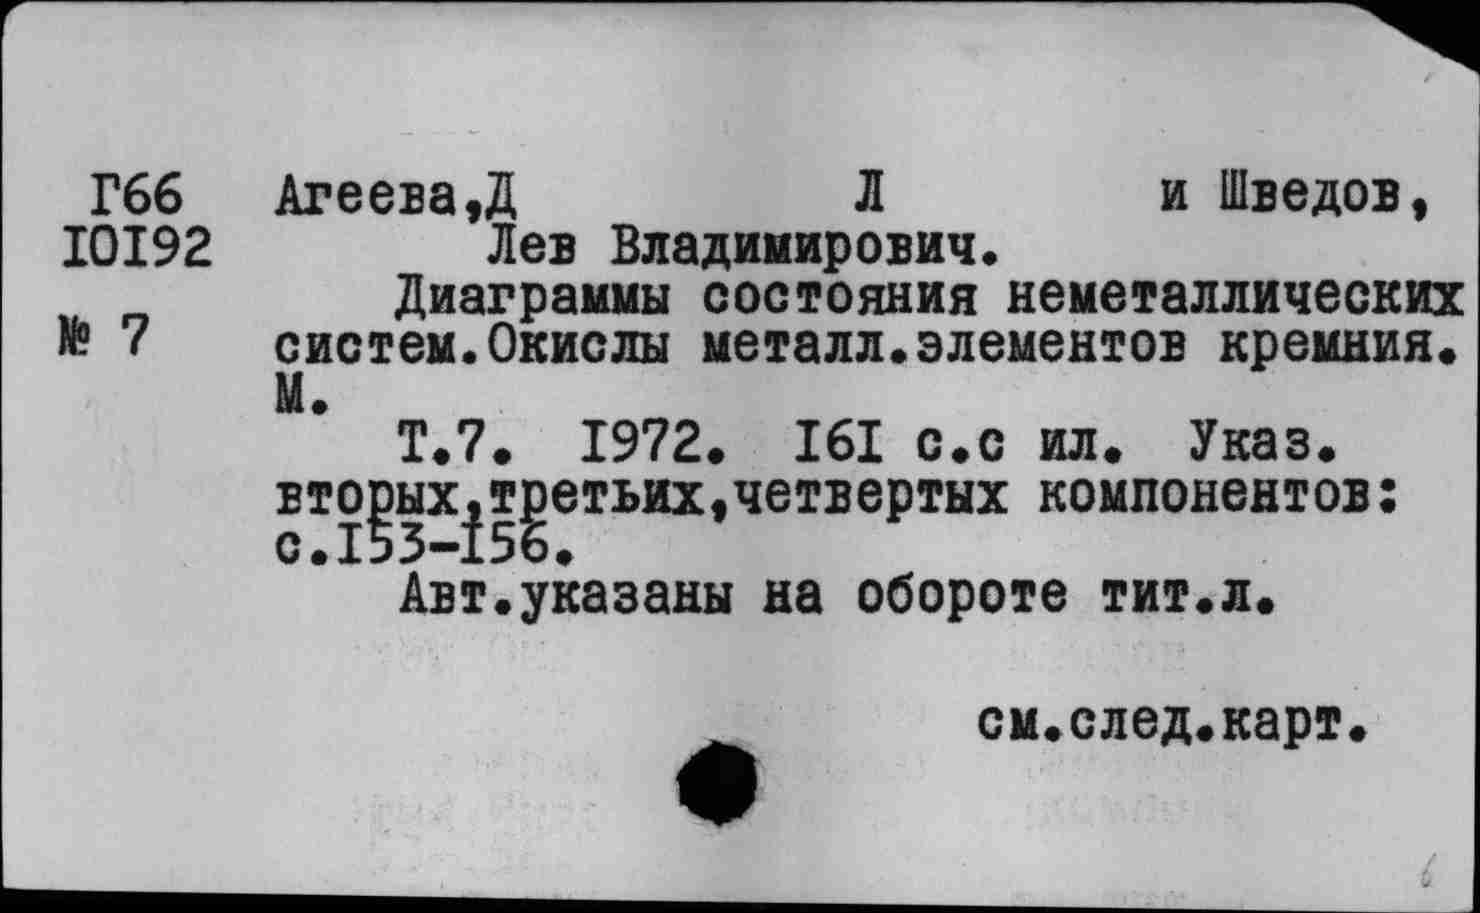 Г66 Агеева,Д Л и Шведов,
I0I92 Лев Владимирович.
Диаграммы состояния неметаллических
№ 7 систем.Окислы металл.элементов кремния.
М.
Т.7. I972. I6I с.с ил. Указ.
вторых,третьих,четвертых компонентов:
с.I53-I56.
Авт.указаны на обороте тит.л.
см.след.карт.